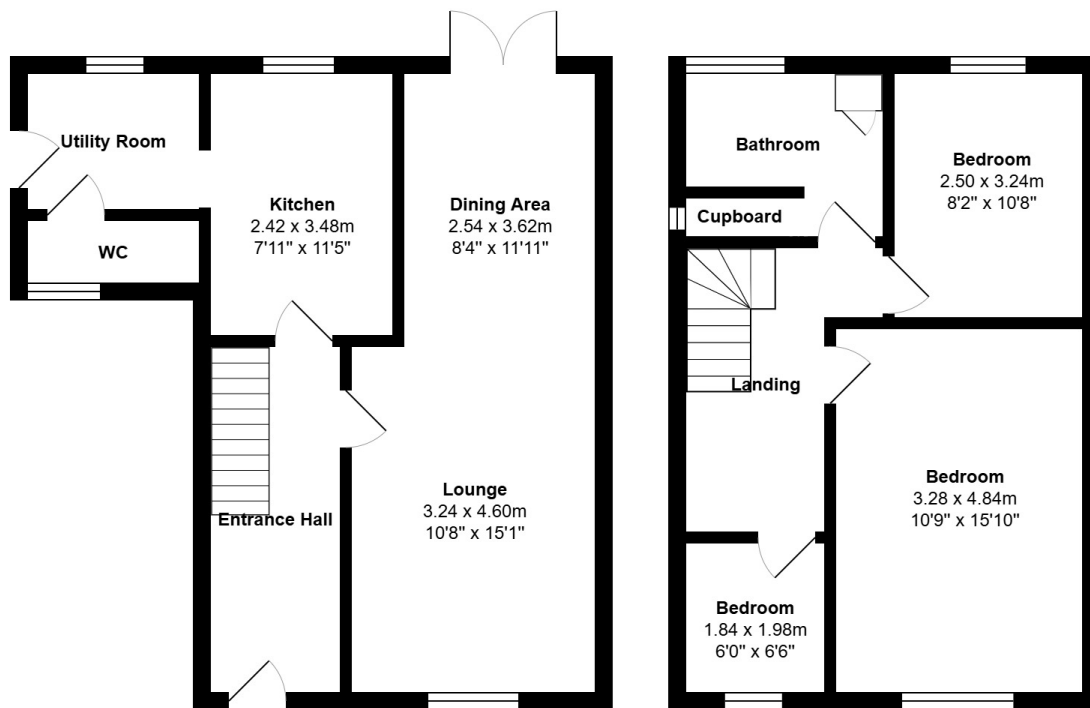 Utility Room
Kitchen
2.42 x 3.48m
7'11" x 11'5"
WC
Dining Area
2.54 x 3.62m
8'4" x 11'11"
Entrance Hall
Lounge
3.24 x 4.60m
10'8" x 15'1"
Bathroom
Cupboard
Bedroom
2.50 x 3.24m
8'2" x 10'8"
Landing
Bedroom
3.28 x 4.84m
10'9" x 15'10"
Bedroom
1.84 x 1.98m
6'0" x 6'6"